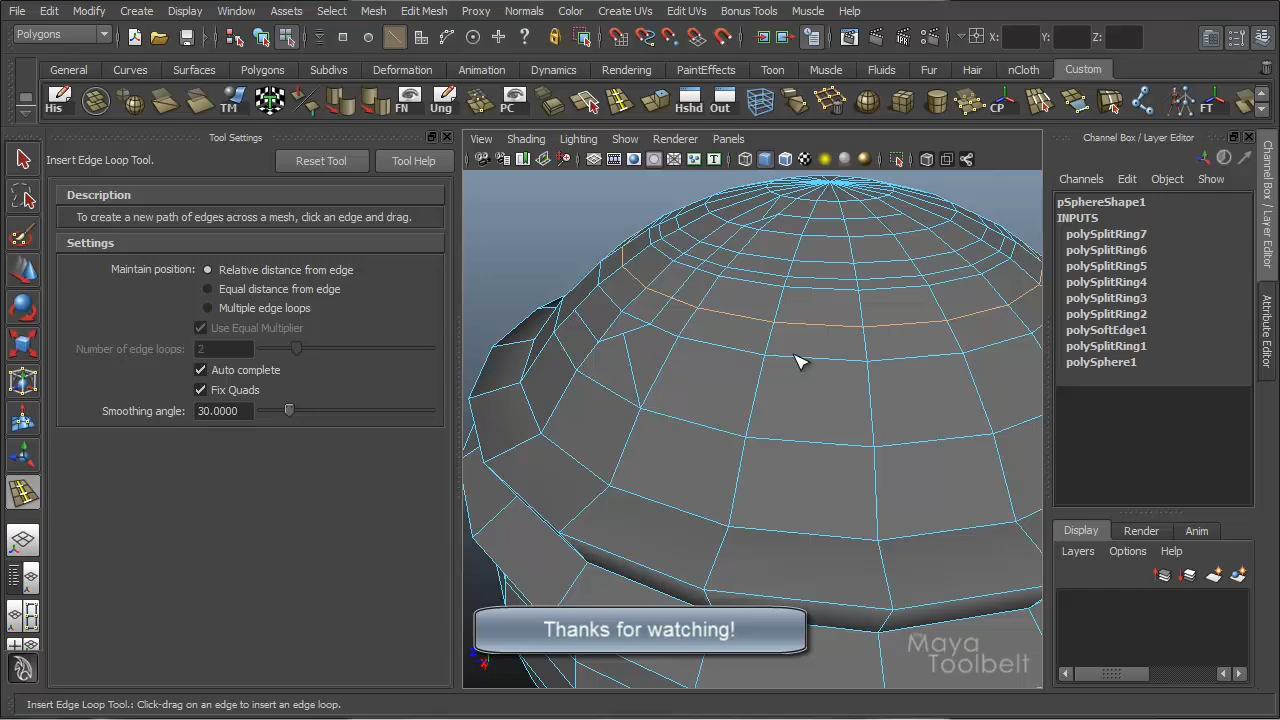 File Edit Modify Create Display Window Assets Select Mesh Edit Mesh Proxy Normals Color Create UVs Edit UVs Bonus Tools Muscle Help
Polygons X: Y: Z:
General Curves Surfaces Polygons Subdivs Deformation Animation Dynamics Rendering PaintEffects Toon Muscle Fluids Fur Hair nCloth Custom
His TM FN Ung PC Hshd Out CP FT
Tool Settings
Insert Edge Loop Tool. Reset Tool Tool Help
Description
To create a new path of edges across a mesh, click an edge and drag.
Settings
Maintain position: Relative distance from edge
Equal distance from edge
Multiple edge loops
Use Equal Multiplier
Number of edge loops: 2
Auto complete
Fix Quads
Smoothing angle: 30.0000
View Shading Lighting Show Renderer Panels
Thanks for watching!
Maya
Toolbelt
Z X
Channel Box / Layer Editor
Channels Edit Object Show
pSphereShape1
INPUTS
polySplitRing7
polySplitRing6
polySplitRing5
polySplitRing4
polySplitRing3
polySplitRing2
polySoftEdge1
polySplitRing1
polySphere1
Display Render Anim
Layers Options Help
Channel Box / Layer Editor
Attribute Editor
Insert Edge Loop Tool.: Click-drag on an edge to insert an edge loop.